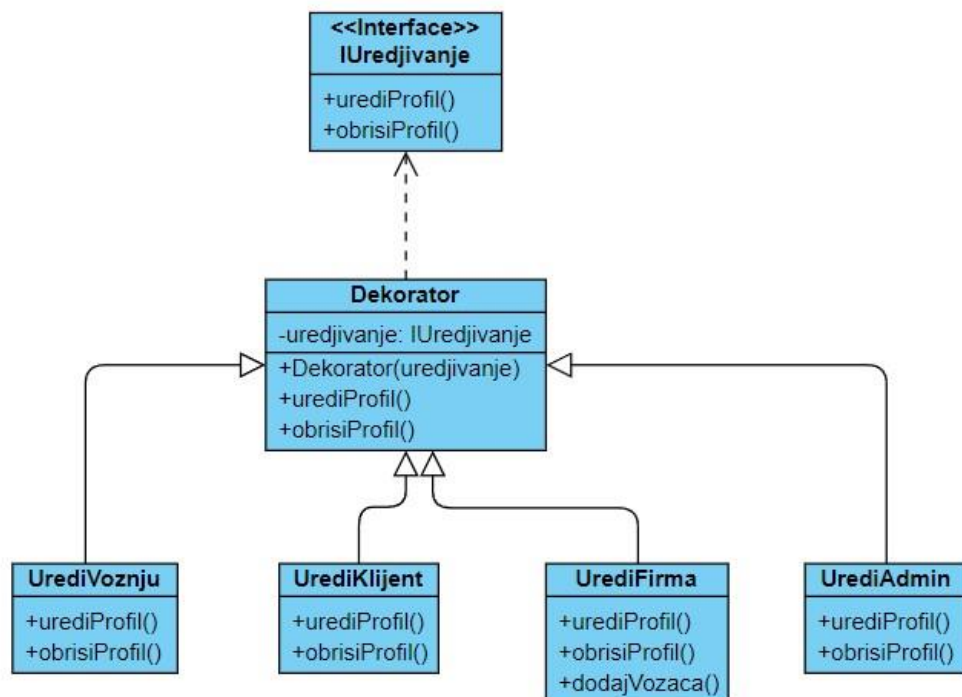 <<Interface>>
IUredjivanje
+urediProfil()
+obrisiProfil()
Dekorator
-uredjivanje: IUredjivanje
+Dekorator(uredjivanje)
+urediProfil()
+obrisiProfil()
UrediVoznju
+urediProfil()
+obrisiProfil()
UrediKlijent
+urediProfil()
+obrisiProfil()
UrediFirma
+urediProfil()
+obrisiProfil()
+dodajVozaca()
UrediAdmin
+urediProfil()
+obrisiProfil()